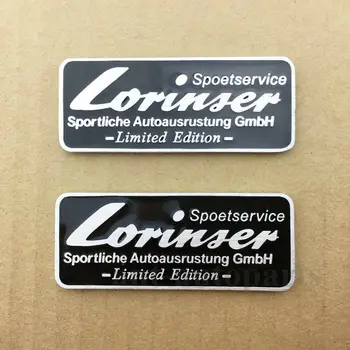 Spoetservice
Lorinser
Sportliche Autoausrustung GmbH
-Limited Edition-
Spoetservice
Lorinser
Sportliche Autoausrustung GmbH
-Limited Edition-